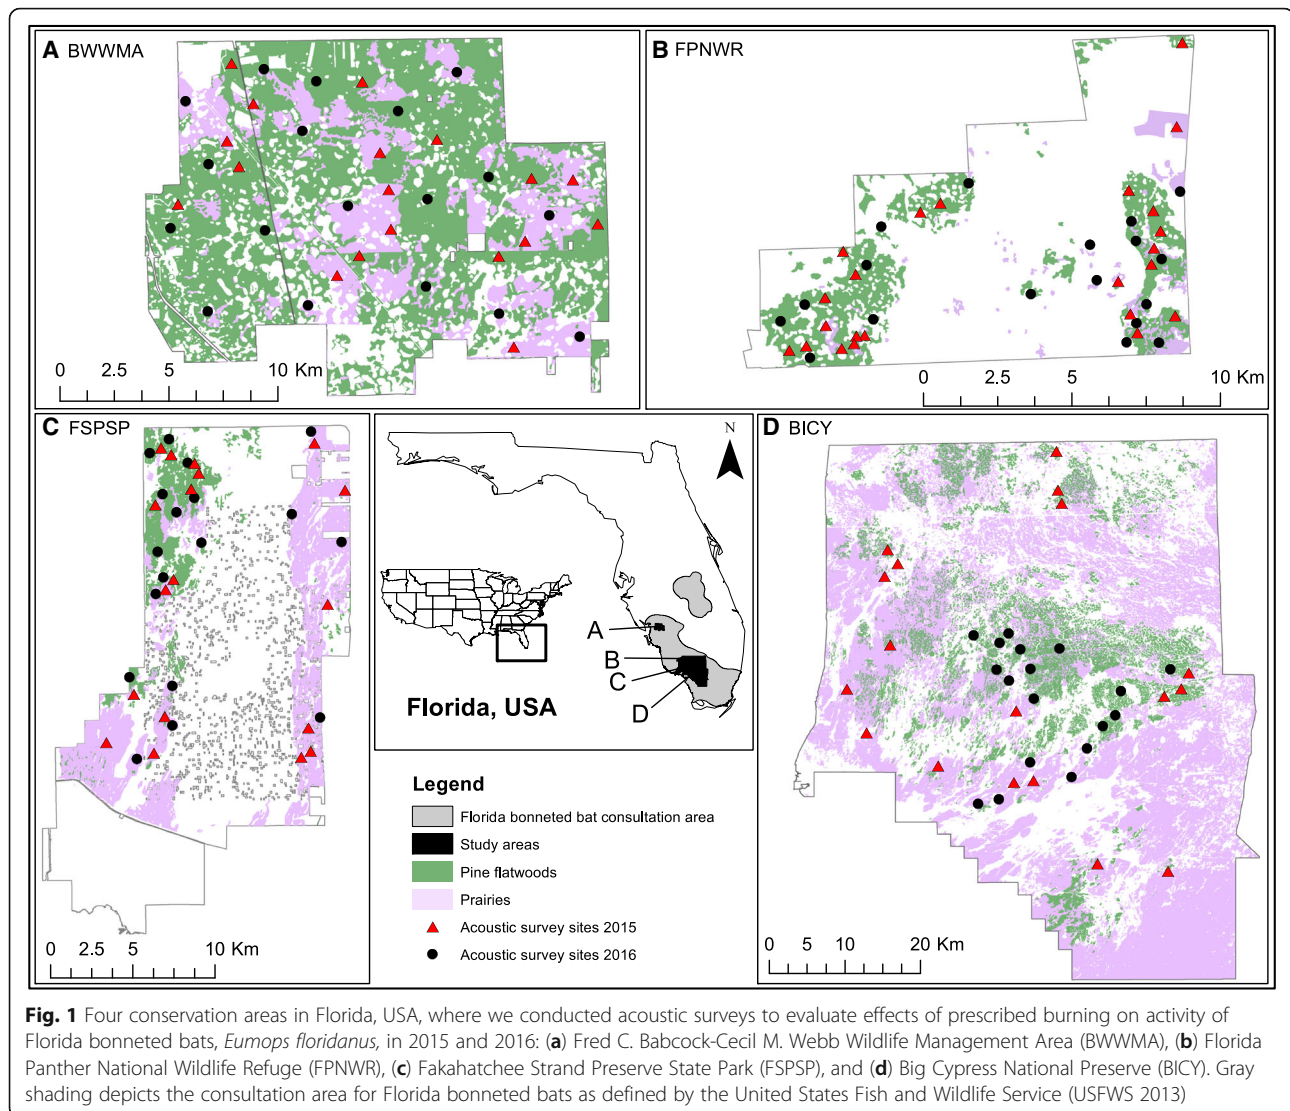 A BWWMA
0 2.5 5 10 Km
B FPNWR
0 2.5 5 10 Km
C FSPSP
0 2.5 5 10 Km
N
A
B
C
D
Florida, USA
Legend
Florida bonneted bat consultation area
Study areas
Pine flatwoods
Prairies
Acoustic survey sites 2015
Acoustic survey sites 2016
D BICY
0 5 10 20 Km
Fig. 1 Four conservation areas in Florida, USA, where we conducted acoustic surveys to evaluate effects of prescribed burning on activity of
Florida bonneted bats, Eumops floridanus, in 2015 and 2016: (a) Fred C. Babcock-Cecil M. Webb Wildlife Management Area (BWWMA), (b) Florida
Panther National Wildlife Refuge (FPNWR), (c) Fakahatchee Strand Preserve State Park (FSPSP), and (d) Big Cypress National Preserve (BICY). Gray
shading depicts the consultation area for Florida bonneted bats as defined by the United States Fish and Wildlife Service (USFWS 2013)